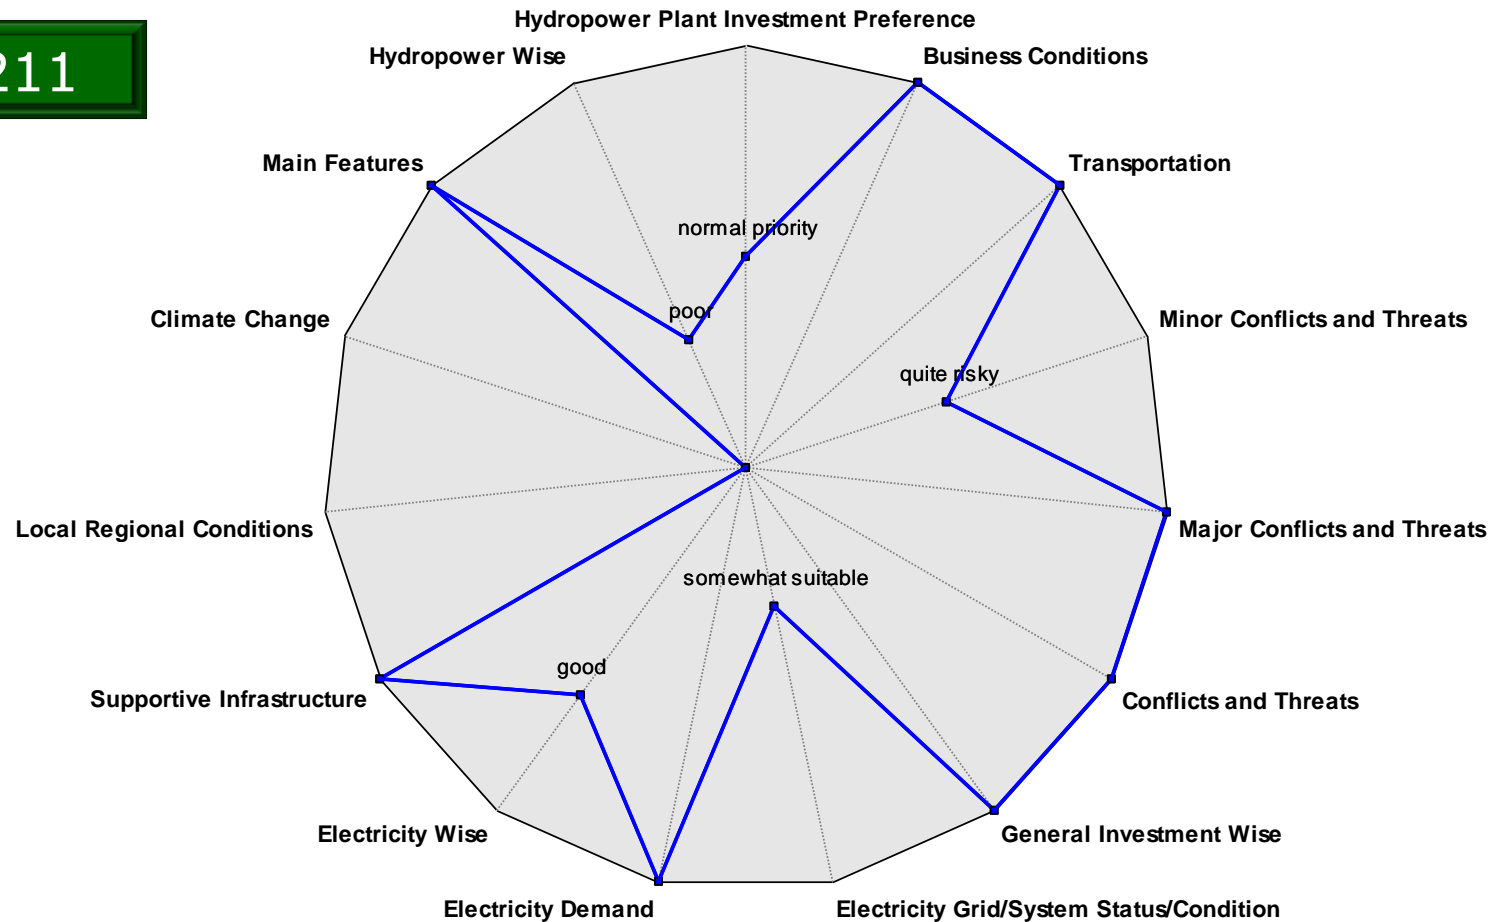 Hydropower Plant Investment Preference
Hydropower Wise
Business Conditions
211
Main Features
Transportation
normal priority
poor
Climate Change
Minor Conflicts and Threats
quite risky
Local Regional Conditions
Major Conflicts and Threats
somewhat suitable
good
Supportive Infrastructure
Conflicts and Threats
Electricity Wise
General Investment Wise
Electricity Demand
Electricity Grid/System Status/Condition